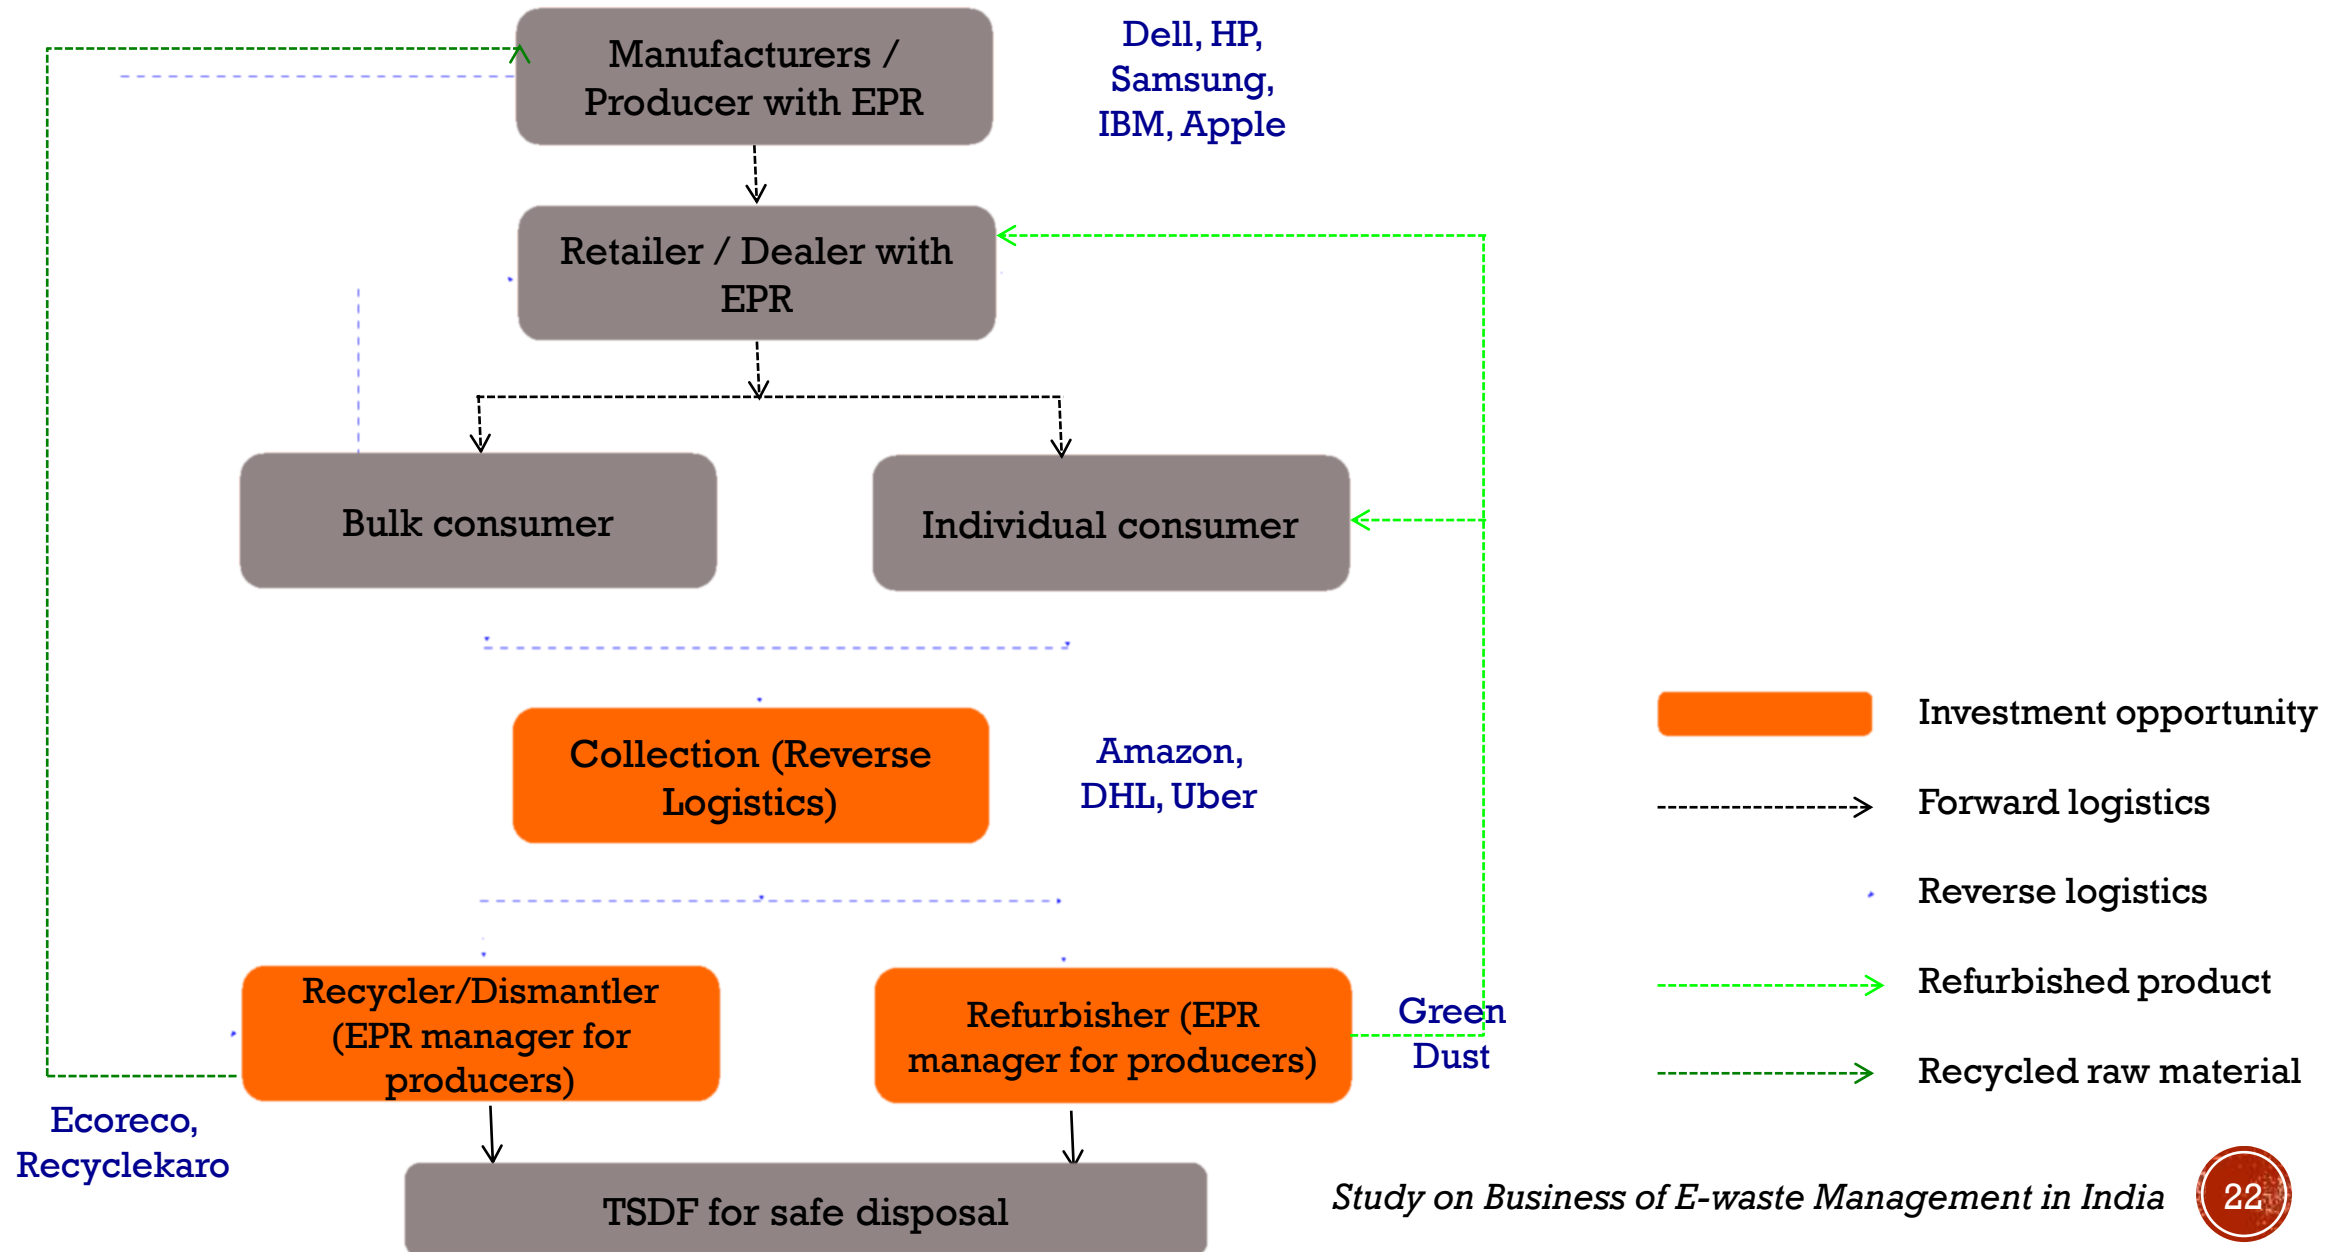 Manufacturers /
Producer with EPR
Dell, HP,
Samsung,
IBM, Apple
Retailer / Dealer with
EPR
Bulk consumer
Individual consumer
Collection (Reverse
Logistics)
Amazon,
DHL, Uber
Recycler/Dismantler
(EPR manager for
producers)
Refurbisher (EPR
manager for producers)
Green
Dust
Ecoreco,
Recyclekaro
TSDF for safe disposal
Investment opportunity
Forward logistics
Reverse logistics
Refurbished product
Recycled raw material
Study on Business of E-waste Management in India
22